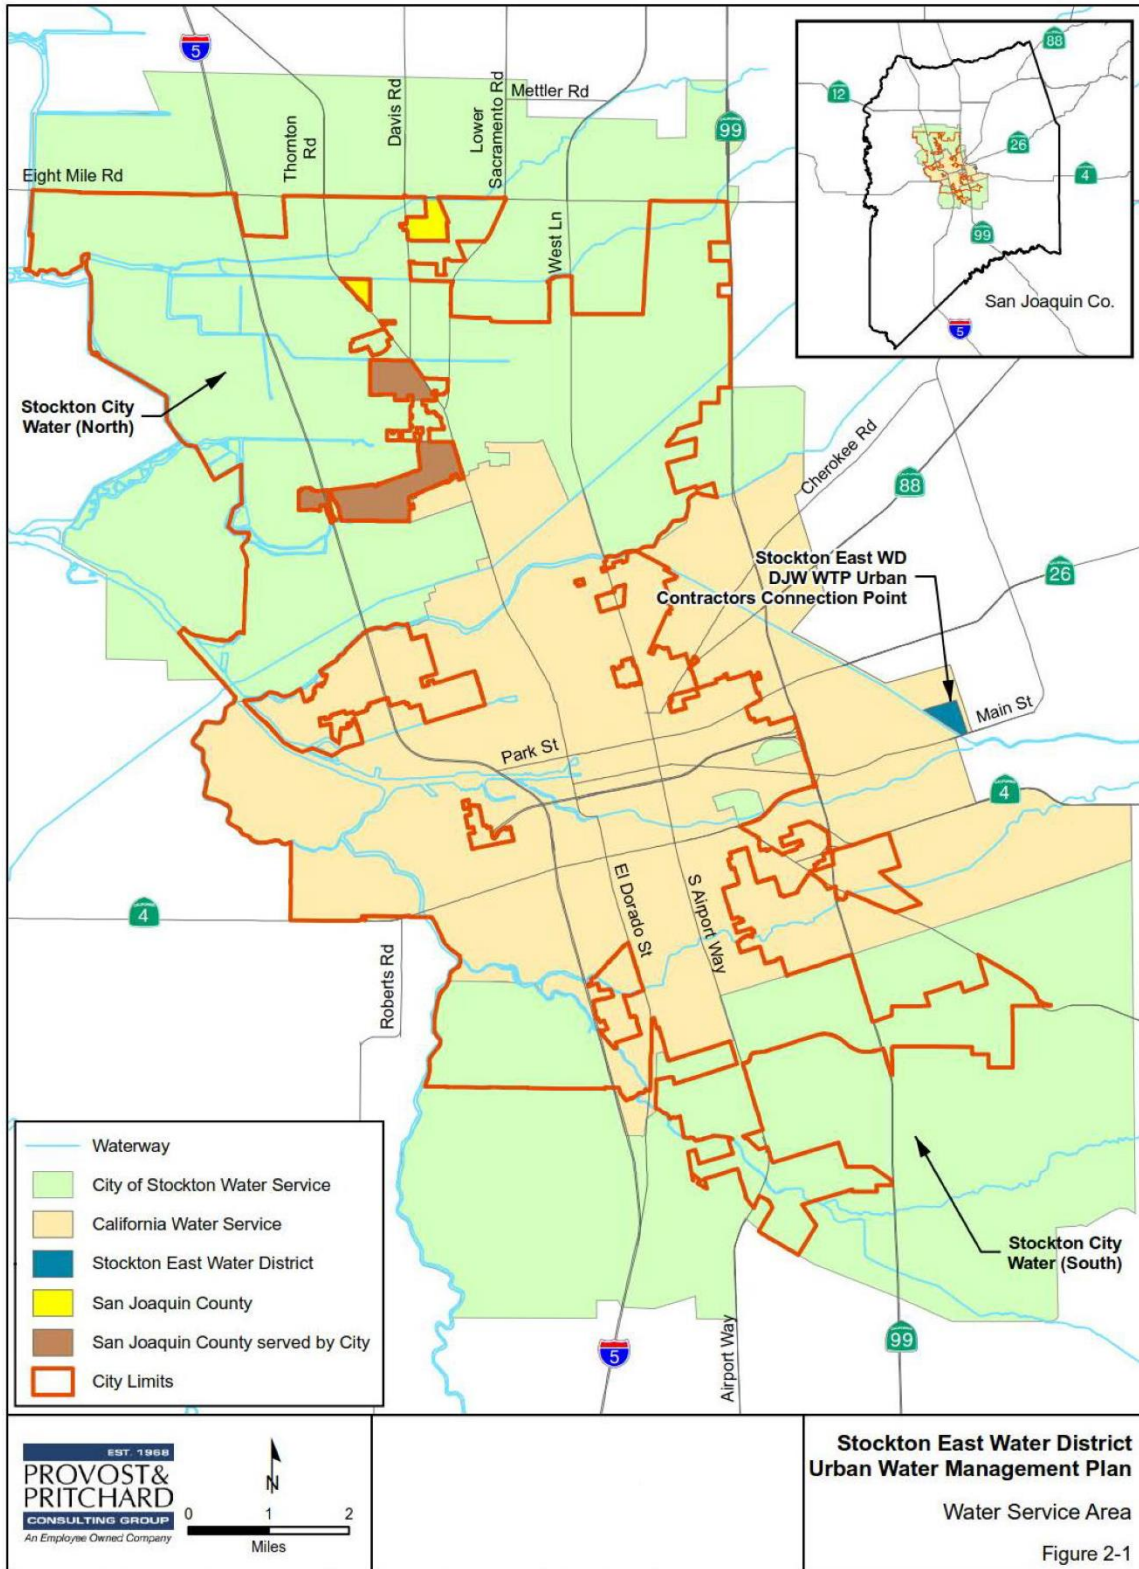 5
Thornton
Rd
Davis Rd
Lower
Sacramento Rd
Mettler Rd
99
Eight Mile Rd
West Ln
88
12
26
4
99
San Joaquin Co.
5
Stockton City
Water (North)
Cherokee Rd
88
Stockton East WD
DJW WTP Urban
Contractors Connection Point
26
Main St
Park St
4
El Dorado St
S Airport Way
4
Roberts Rd
Stockton City
Water (South)
5
Airport Way
99
Waterway
City of Stockton Water Service
California Water Service
Stockton East Water District
San Joaquin County
San Joaquin County served by City
City Limits
EST. 1968
PROVOST&
PRITCHARD
CONSULTING GROUP
An Employee Owned Company
N
0 1 2
Miles
Stockton East Water District
Urban Water Management Plan
Water Service Area
Figure 2-1